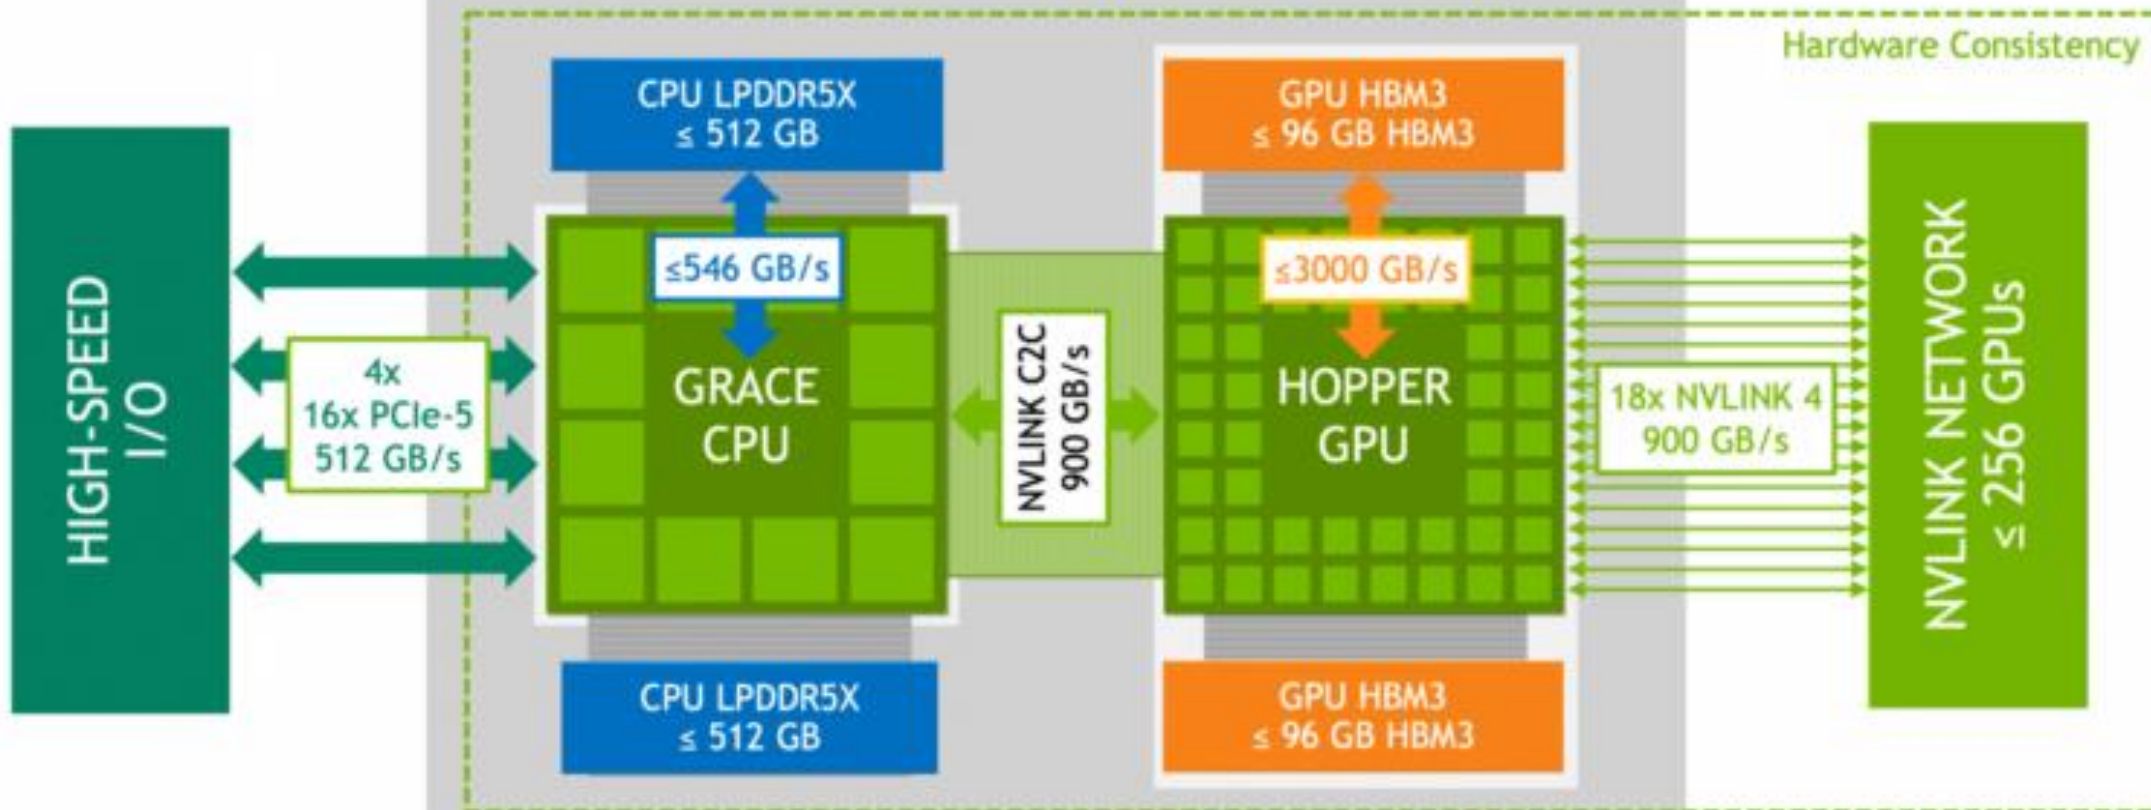 Hardware Consistency
HIGH-SPEED
I/O
4x
16x PCIe-5
512 GB/s
CPU LPDDR5X
≤ 512 GB
≤546 GB/s
GRACE
CPU
CPU LPDDR5X
≤ 512 GB
NVLINK C2C
900 GB/s
GPU HBM3
≤ 96 GB HBM3
≤3000 GB/s
HOPPER
GPU
GPU HBM3
≤ 96 GB HBM3
18x NVLINK 4
900 GB/s
NVLINK NETWORK
≤ 256 GPUs